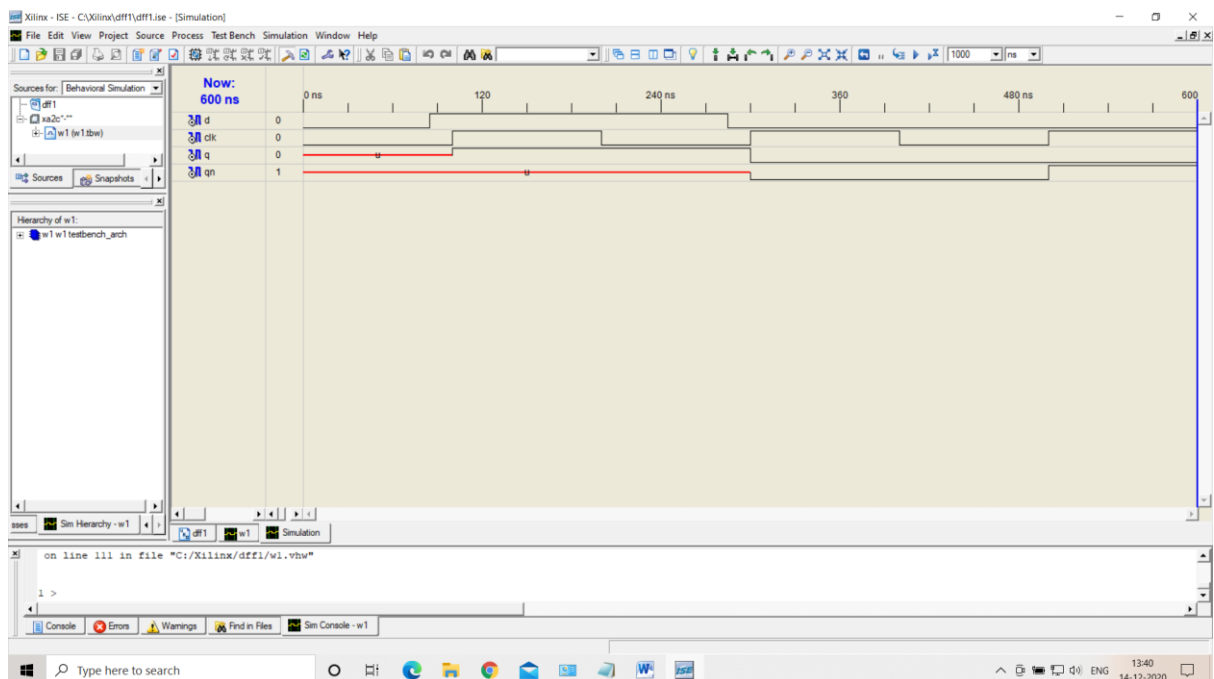 Xilinx - ISE - C:\Xilinx\dff1\dff1.ise - [Simulation]
File Edit View Project Source Process Test Bench Simulation Window Help
1000 ns
Sources for: Behavioral Simulation
dff1
xa2c*-**
w1 (w1.tbw)
Sources Snapshots
Hierarchy of w1:
w1 w1 testbench_arch
sses Sim Hierarchy - w1
Now:
600 ns
0 ns 120 240 ns 360 480 ns 600
d 0
clk 0
q 0 U
qn 1 U
dff1 w1 Simulation
on line 111 in file "C:/Xilinx/dff1/w1.vhw"
1 >
Console Errors Warnings Find in Files Sim Console - w1
Type here to search
W ISE
ENG
13:40
14-12-2020